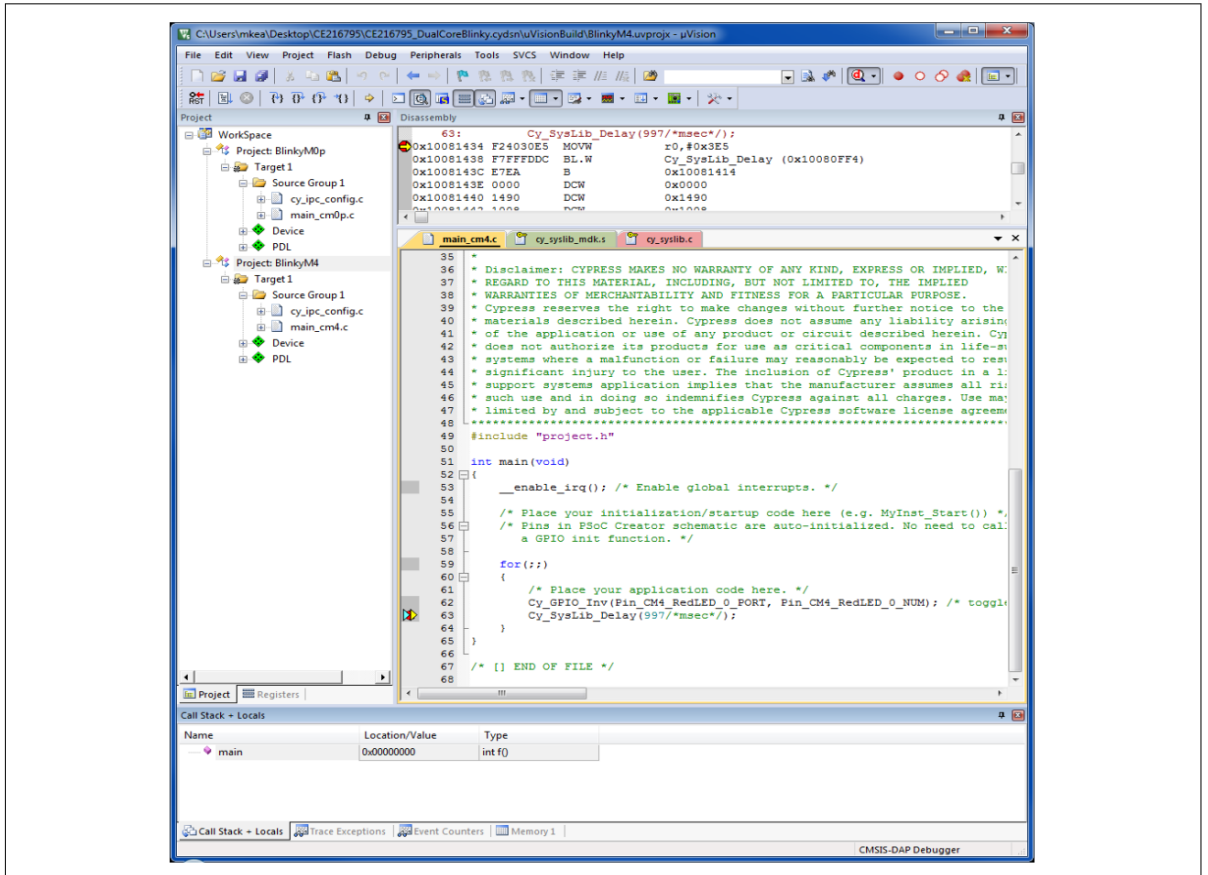 C:\Users\mkea\Desktop\CE216795\CE216795_DualCoreBlinky.cydsn\uVisionBuild\BlinkyM4.uvprojx - µVision
File Edit View Project Flash Debug Peripherals Tools SVCS Window Help
RST
Project
WorkSpace
Project: BlinkyM0p
Target 1
Source Group 1
cy_ipc_config.c
main_cm0p.c
Device
PDL
Project: BlinkyM4
Target 1
Source Group 1
cy_ipc_config.c
main_cm4.c
Device
PDL
Project Registers
Disassembly
63: Cy_SysLib_Delay(997/*msec*/);
0x10081434 F24030E5 MOVW r0,#0x3E5
0x10081438 F7FFFDDC BL.W Cy_SysLib_Delay (0x10080FF4)
0x1008143C E7EA B 0x10081414
0x1008143E 0000 DCW 0x0000
0x10081440 1490 DCW 0x1490
0x10081442 1008 DCW 0x1008
main_cm4.c cy_syslib_mdk.s cy_syslib.c
35 *
36 * Disclaimer: CYPRESS MAKES NO WARRANTY OF ANY KIND, EXPRESS OR IMPLIED, W
37 * REGARD TO THIS MATERIAL, INCLUDING, BUT NOT LIMITED TO, THE IMPLIED
38 * WARRANTIES OF MERCHANTABILITY AND FITNESS FOR A PARTICULAR PURPOSE.
39 * Cypress reserves the right to make changes without further notice to the
40 * materials described herein. Cypress does not assume any liability arising
41 * of the application or use of any product or circuit described herein. Cyp
42 * does not authorize its products for use as critical components in life-su
43 * systems where a malfunction or failure may reasonably be expected to resu
44 * significant injury to the user. The inclusion of Cypress' product in a li
45 * support systems application implies that the manufacturer assumes all ris
46 * such use and in doing so indemnifies Cypress against all charges. Use may
47 * limited by and subject to the applicable Cypress software license agreeme
48 *****************************************************************************
49 #include "project.h"
50
51 int main(void)
52 {
53 __enable_irq(); /* Enable global interrupts. */
54
55 /* Place your initialization/startup code here (e.g. MyInst_Start()) *
56 /* Pins in PSoC Creator schematic are auto-initialized. No need to cal
57 a GPIO init function. */
58
59 for(;;)
60 {
61 /* Place your application code here. */
62 Cy_GPIO_Inv(Pin_CM4_RedLED_0_PORT, Pin_CM4_RedLED_0_NUM); /* toggle
63 Cy_SysLib_Delay(997/*msec*/);
64 }
65 }
66
67 /* [] END OF FILE */
68
Call Stack + Locals
Name Location/Value Type
main 0x00000000 int f()
Call Stack + Locals Trace Exceptions Event Counters Memory 1
CMSIS-DAP Debugger